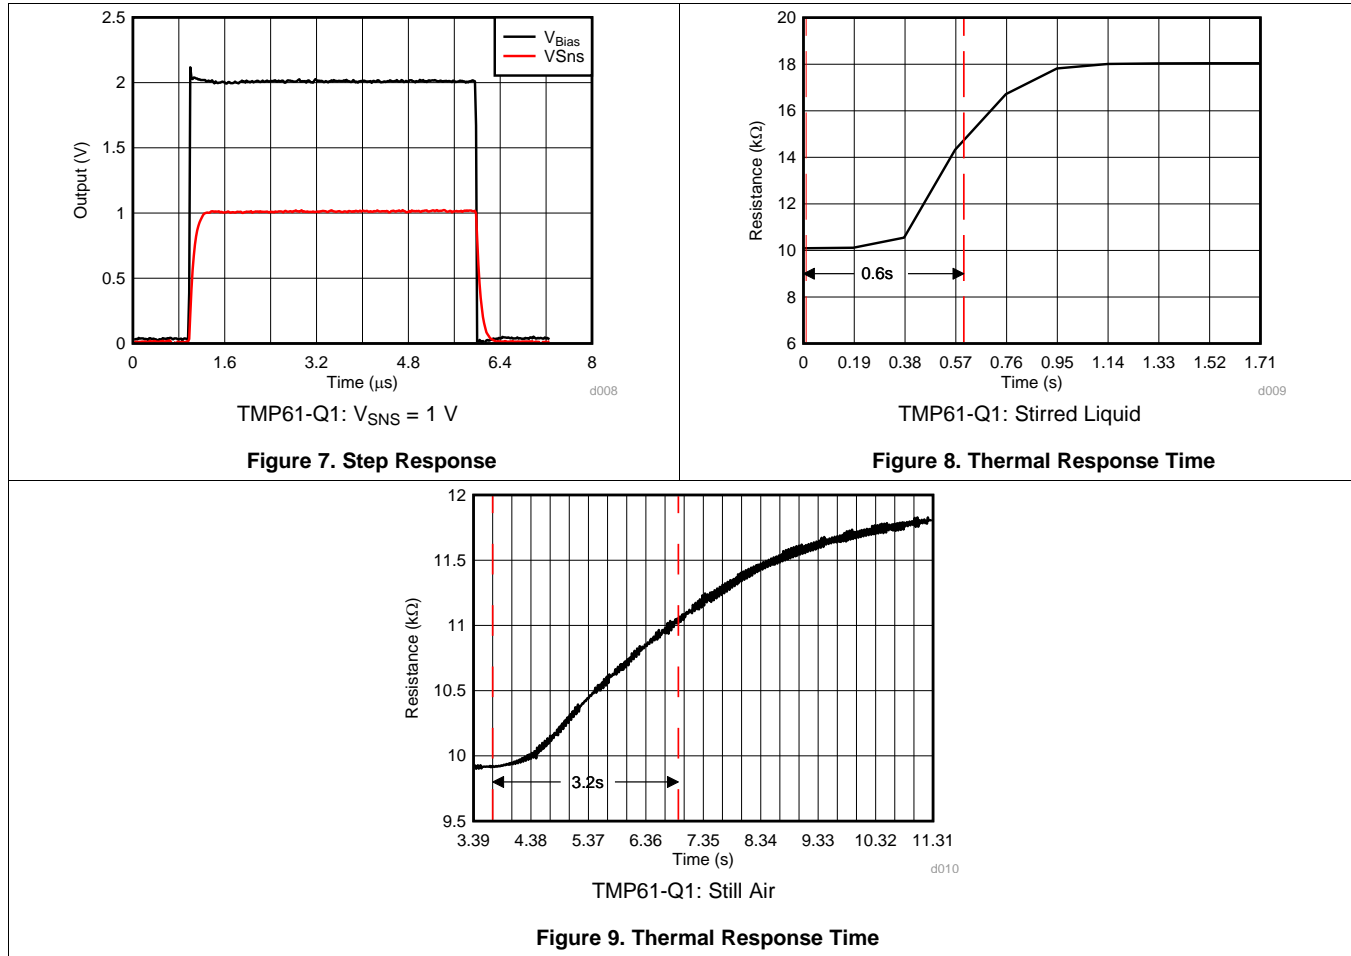 2.5
2
1.5
1
0.5
0
Output (V)
V_Bias
VSns
0 1.6 3.2 4.8 6.4 8
Time (μs)
d008
TMP61-Q1: V_SNS = 1 V
Figure 7. Step Response
20
18
16
14
12
10
8
6
Resistance (kΩ)
0.6s
0 0.19 0.38 0.57 0.76 0.95 1.14 1.33 1.52 1.71
Time (s)
d009
TMP61-Q1: Stirred Liquid
Figure 8. Thermal Response Time
12
11.5
11
10.5
10
9.5
Resistance (kΩ)
3.2s
3.39 4.38 5.37 6.36 7.35 8.34 9.33 10.32 11.31
Time (s)
d010
TMP61-Q1: Still Air
Figure 9. Thermal Response Time